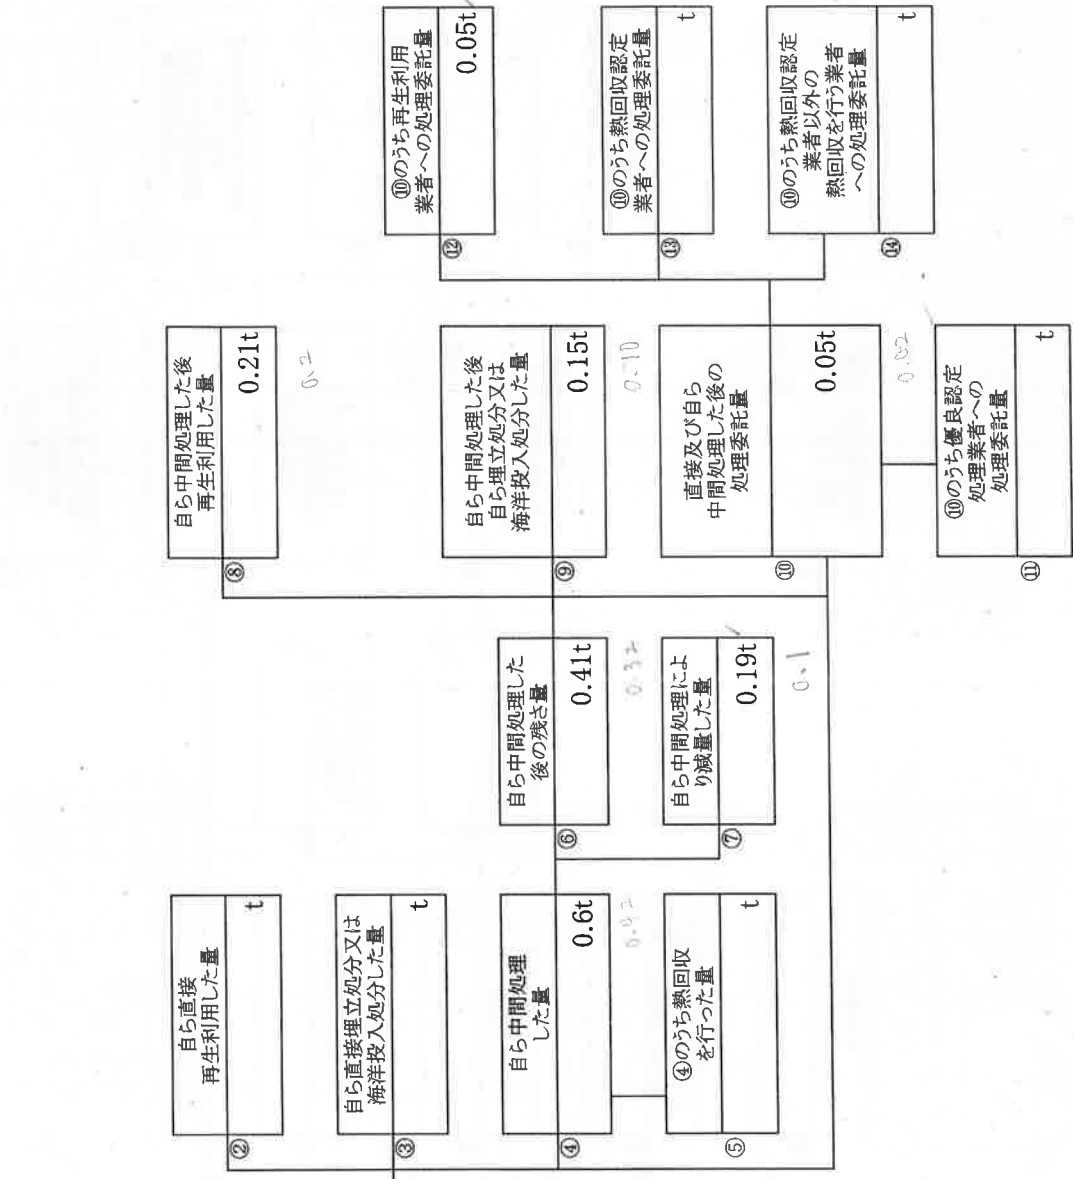 ②
自ら直接
再生利用した量
t
③
自ら直接埋立処分又は
海洋投入処分した量
t
④
自ら中間処理
した量
0.6t
0.42
⑤
④のうち熱回収
を行った量
t
⑥
自ら中間処理した
後の残さ量
0.41t
0.32
⑦
自ら中間処理によ
り減量した量
0.19t
0.1
⑧
自ら中間処理した後
再生利用した量
0.21t
0.2
⑨
自ら中間処理した後
自ら埋立処分又は
海洋投入処分した量
0.15t
0.10
⑩
直接及び自ら
中間処理した後の
処理委託量
0.05t
0.02
⑪
⑩のうち優良認定
処理業者への
処理委託量
t
⑫
⑩のうち再生利用
業者への処理委託量
0.05t
⑬
⑩のうち熱回収認定
業者への処理委託量
t
⑭
⑩のうち熱回収認定
業者以外の
熱回収を行う業者
への処理委託量
t